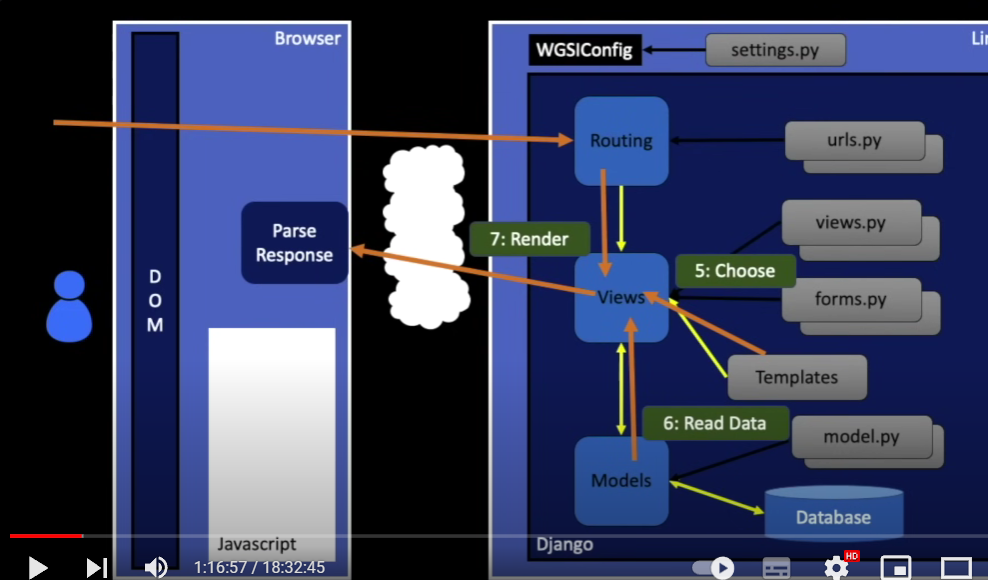 Browser
WGSIConfig
settings.py
Routing
urls.py
views.py
Parse
Response
7: Render
5: Choose
D
O
M
Views
forms.py
Templates
6: Read Data
model.py
Models
Database
Javascript
Django
1:16:57 / 18:32:45
HD